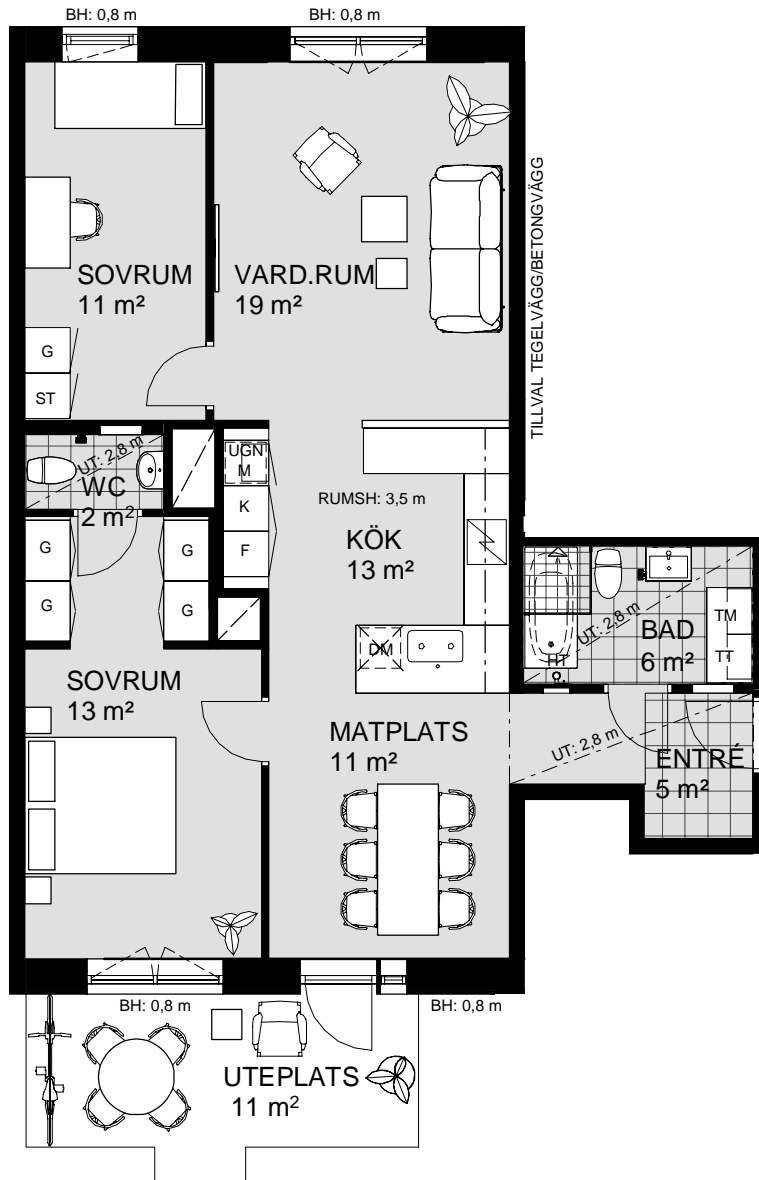 BH: 0,8 m
BH: 0,8 m
SOVRUM
11 m²
VARD.RUM
19 m²
TILLVAL TEGELVÄGG/BETONGVÄGG
G
ST
UT: 2,8 m
WC
2 m²
UGN
M
K
F
RUMSH: 3,5 m
KÖK
13 m²
G
G
G
G
DM
UT: 2,8 m
BAD
6 m²
TM
TT
HT
SOVRUM
13 m²
MATPLATS
11 m²
UT: 2,8 m
ENTRÉ
5 m²
BH: 0,8 m
BH: 0,8 m
UTEPLATS
11 m²